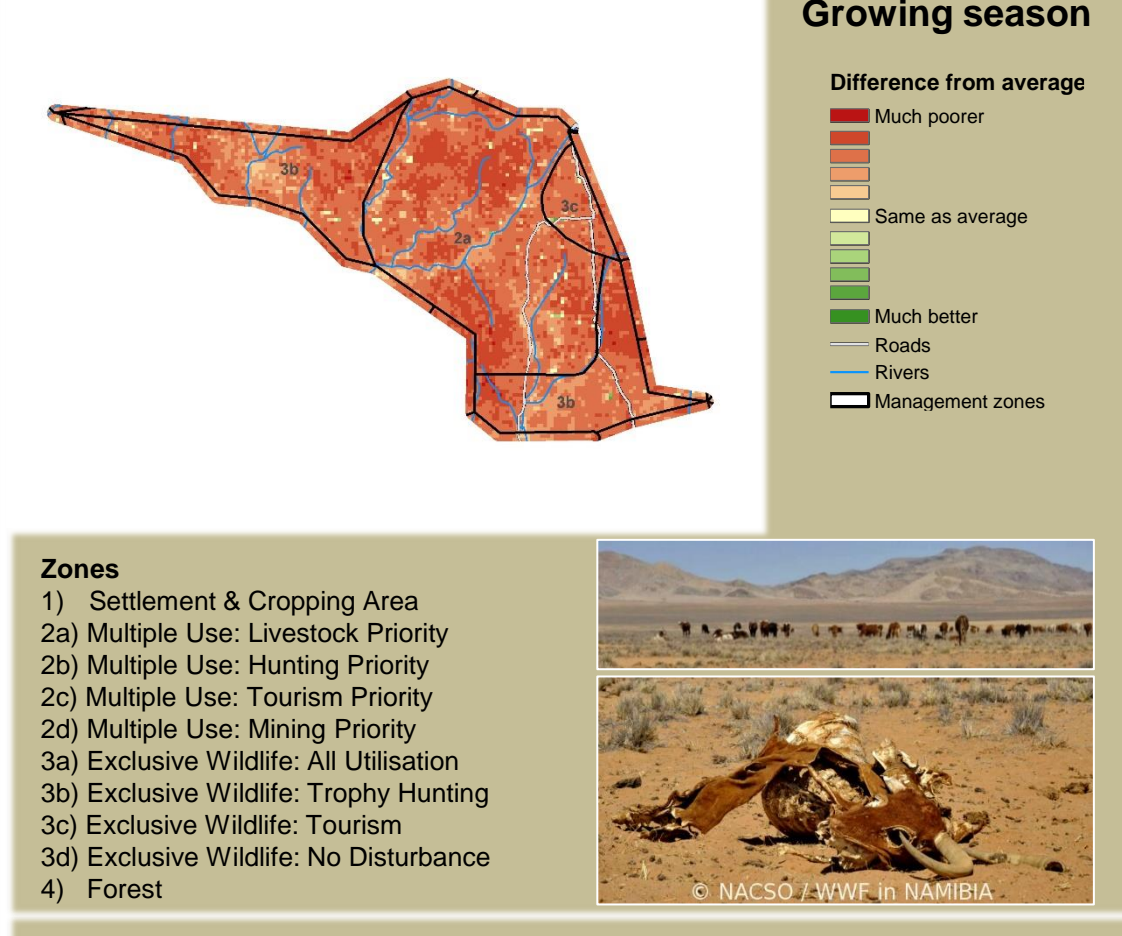 Growing season
Difference from average
Much poorer
Same as average
Much better
Roads
Rivers
Management zones
3b
3c
2a
3b
Zones
1) Settlement & Cropping Area
2a) Multiple Use: Livestock Priority
2b) Multiple Use: Hunting Priority
2c) Multiple Use: Tourism Priority
2d) Multiple Use: Mining Priority
3a) Exclusive Wildlife: All Utilisation
3b) Exclusive Wildlife: Trophy Hunting
3c) Exclusive Wildlife: Tourism
3d) Exclusive Wildlife: No Disturbance
4) Forest
© NACSO / WWF in NAMIBIA